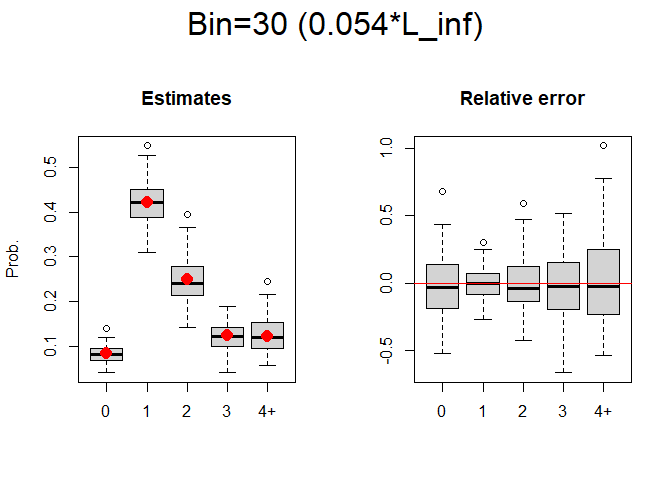 Bin=30 (0.054*L_inf)
Estimates
Prob.
0.5
0.4
0.3
0.2
0.1
0 1 2 3 4+
Relative error
1.0
0.5
0.0
-0.5
0 1 2 3 4+